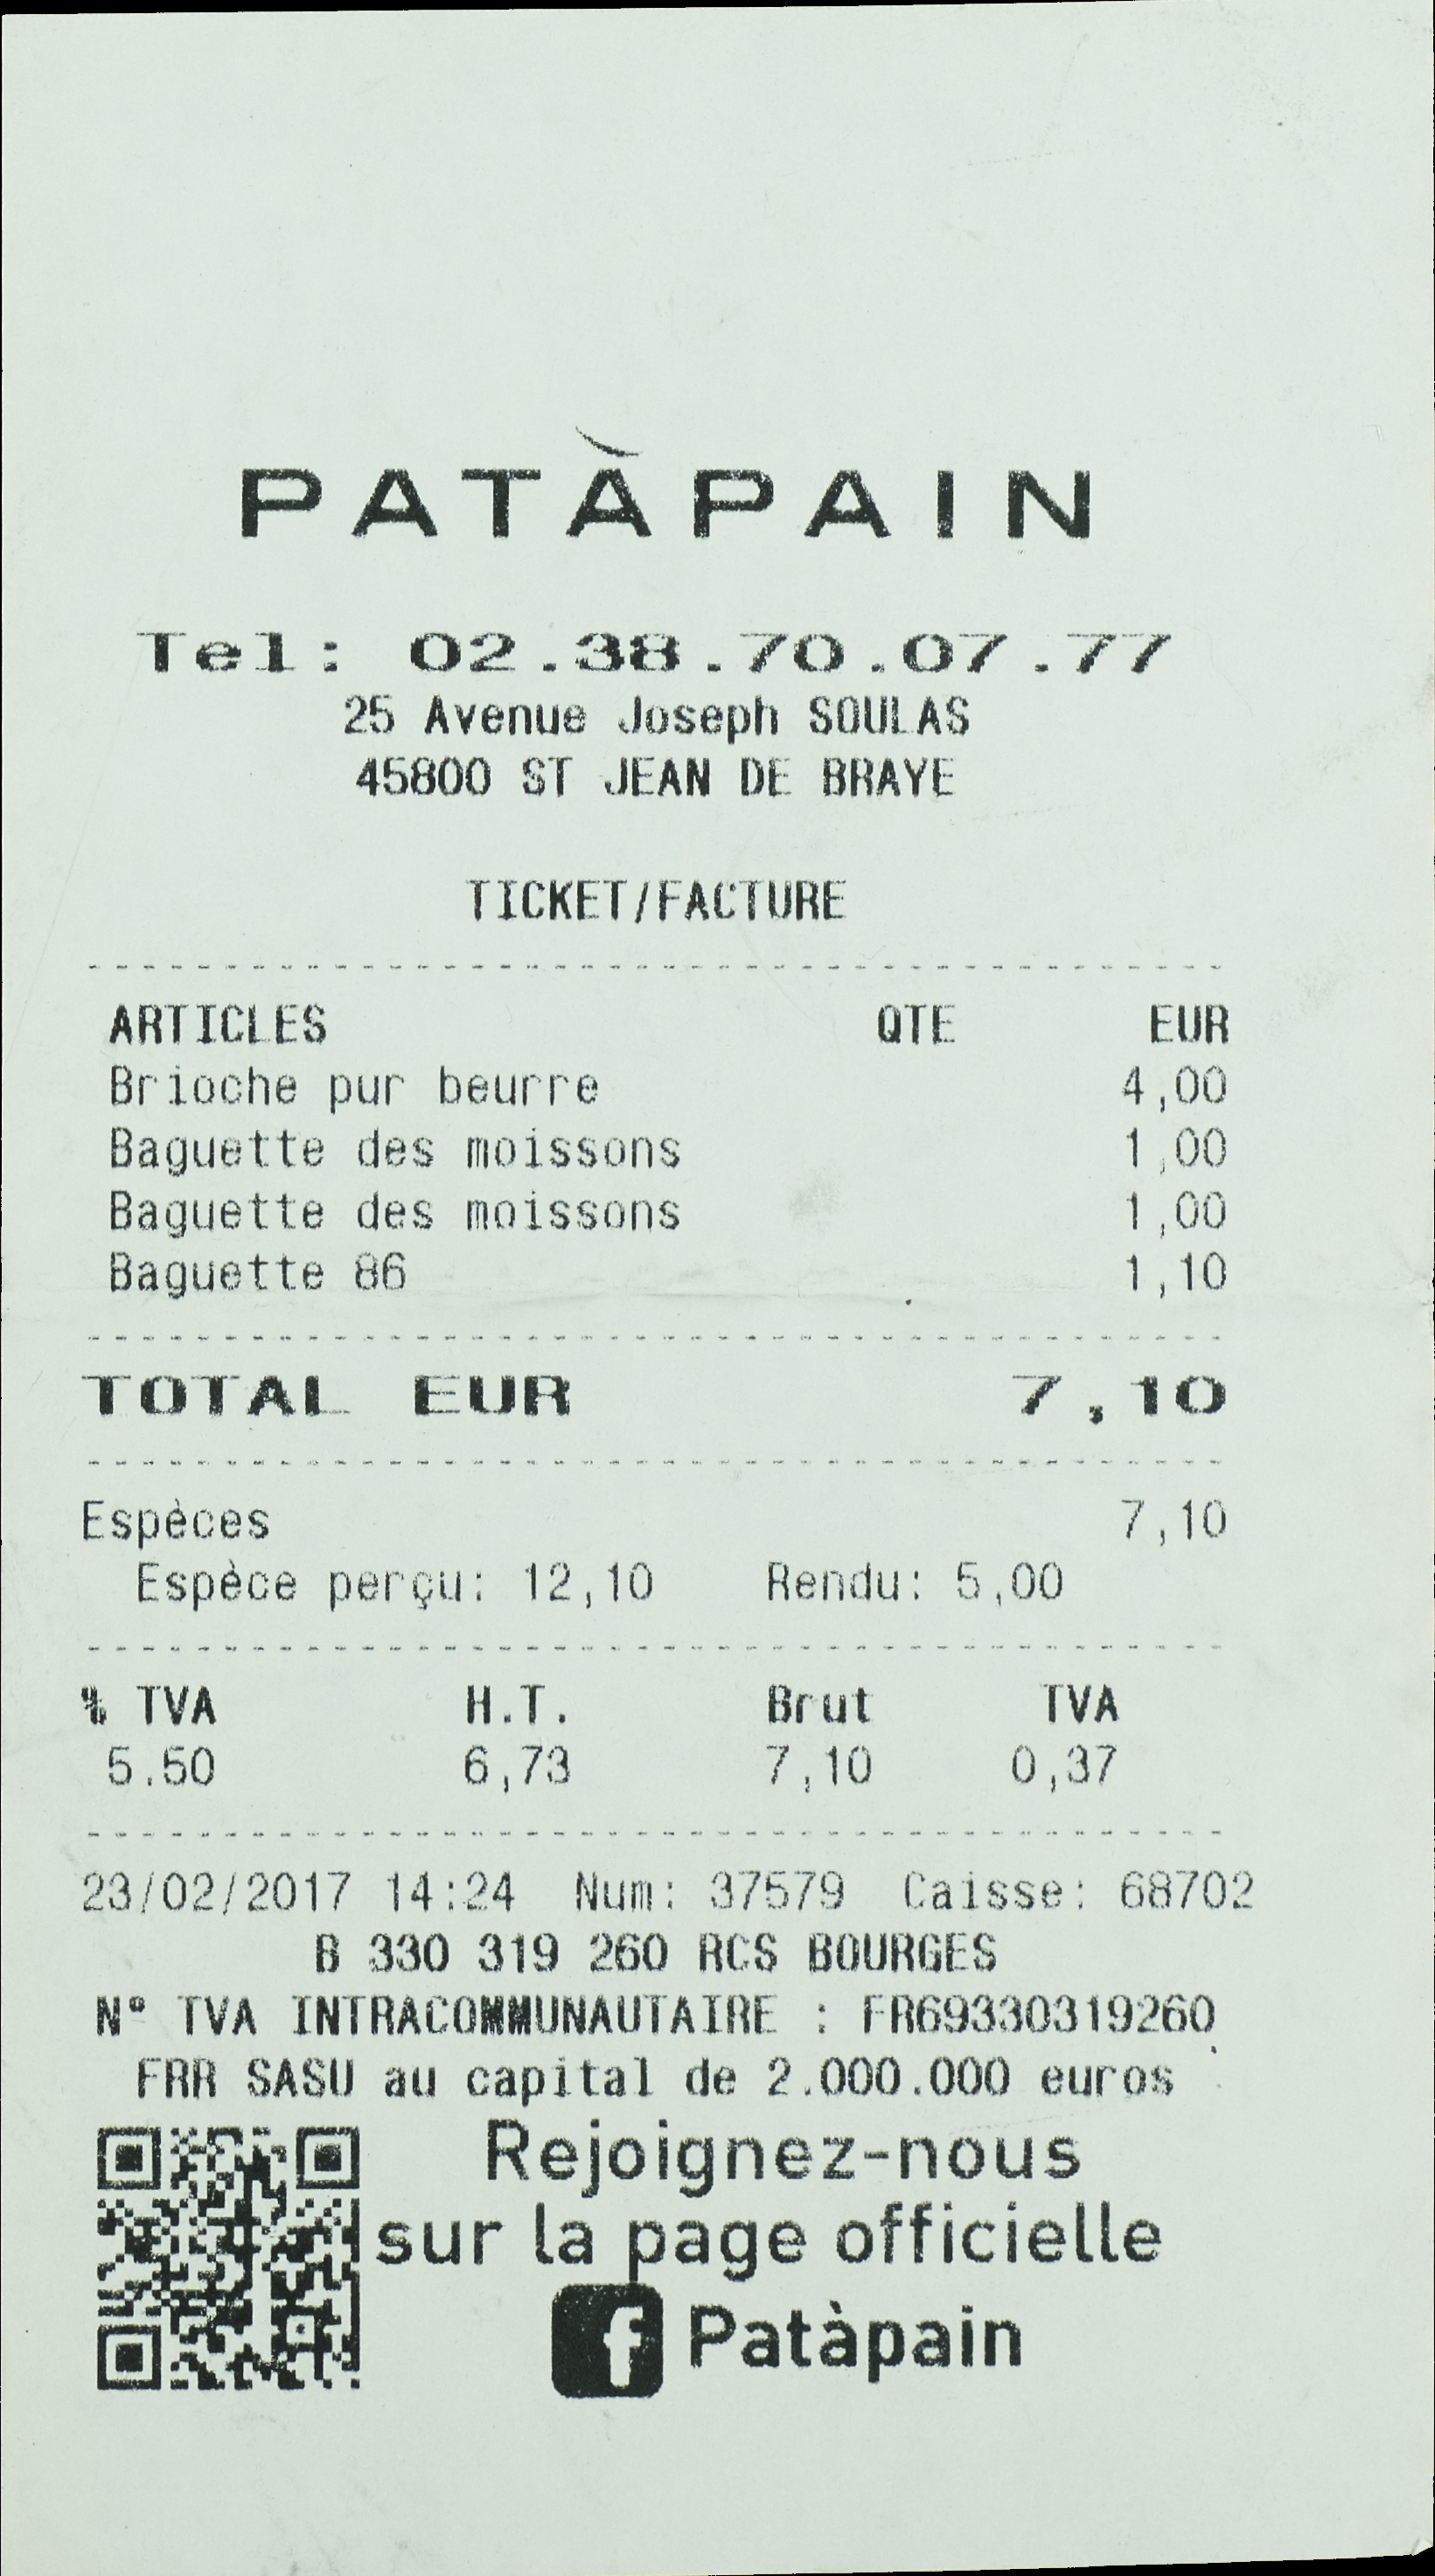 PATÀPAIN
Tel: 02.38.70.07.77
25 Avenue Joseph SOULAS
45800 ST JEAN DE BRAYE
TICKET/FACTURE
ARTICLES QTE EUR
Brioche pur beurre 4,00
Baguette des moissons 1,00
Baguette des moissons 1,00
Baguette 86 1,10
TOTAL EUR 7,10
Espèces 7,10
Espèce perçu: 12,10 Rendu: 5,00
% TVA H.T. Brut TVA
5.50 6,73 7,10 0,37
23/02/2017 14:24 Num: 37579 Caisse: 68702
B 330 319 260 RCS BOURGES
N° TVA INTRACOMMUNAUTAIRE : FR69330319260
FRR SASU au capital de 2.000.000 euros
Rejoignez-nous
sur la page officielle
f Patàpain